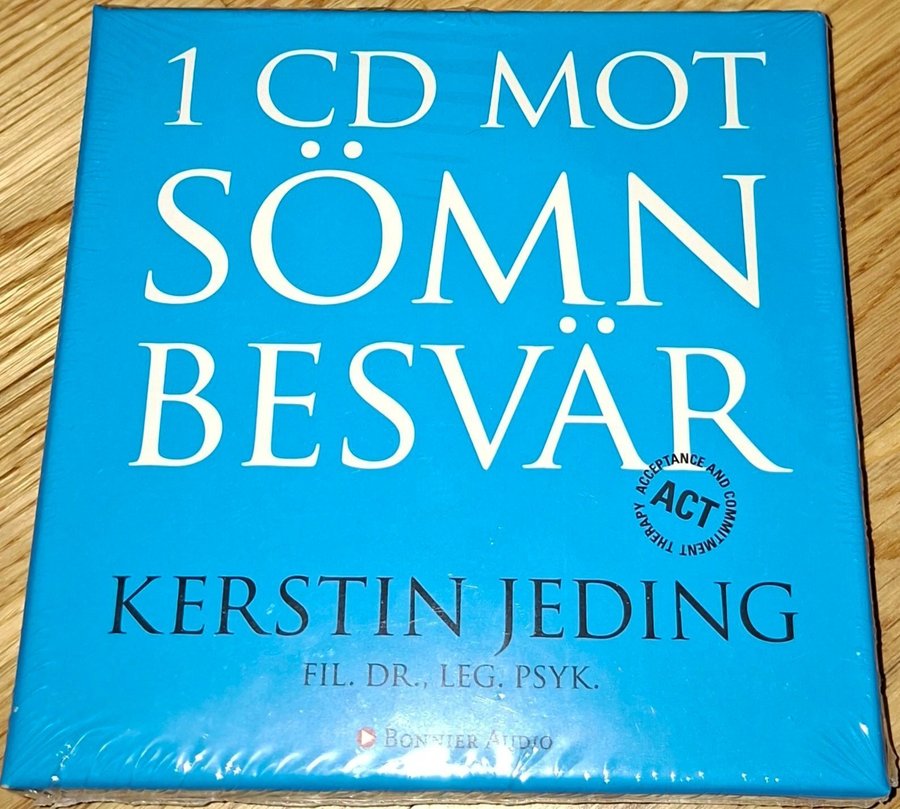 1 CD MOT
SÖMN
BESVÄR
ACCEPTANCE AND COMMITMENT THERAPY
ACT
KERSTIN JEDING
FIL. DR., LEG. PSYK.
BONNIER AUDIO